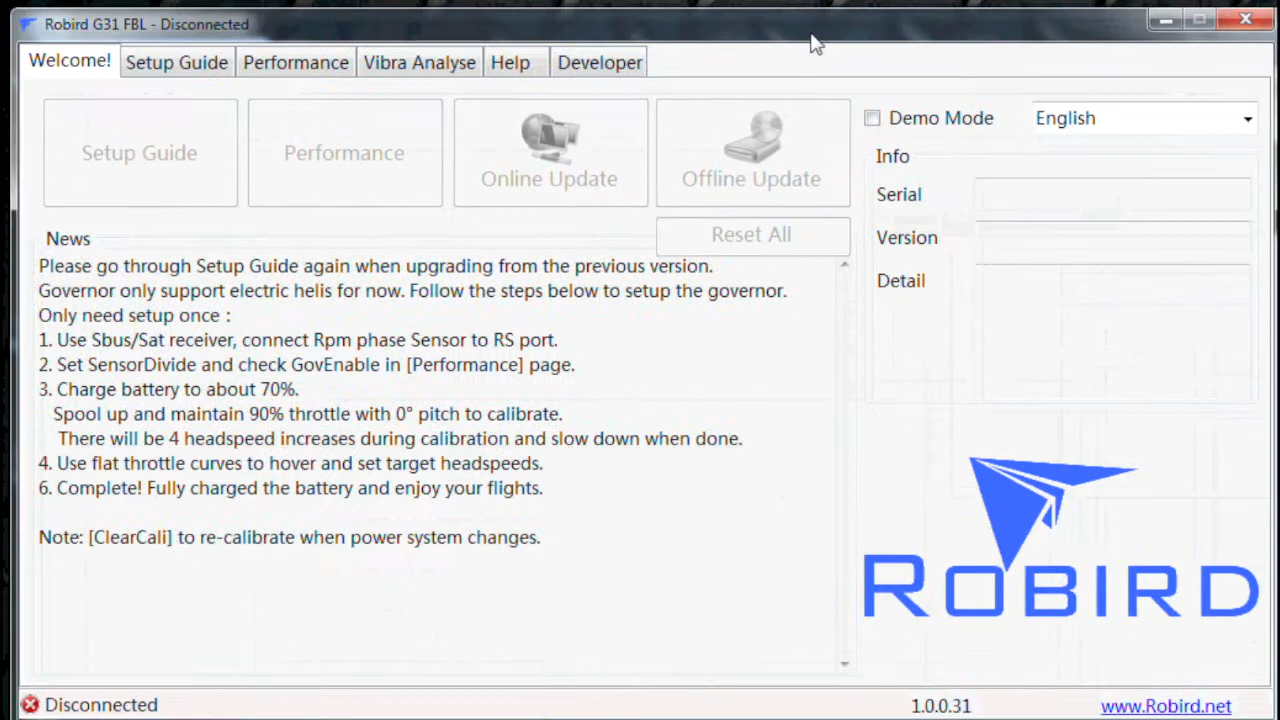 Robird G31 FBL - Disconnected
Welcome!
Setup Guide
Performance
Vibra Analyse
Help
Developer
Setup Guide
Performance
Online Update
Offline Update
Demo Mode
English
Info
Serial
Version
Detail
Reset All
News
Please go through Setup Guide again when upgrading from the previous version.
Governor only support electric helis for now. Follow the steps below to setup the governor.
Only need setup once :
1. Use Sbus/Sat receiver, connect Rpm phase Sensor to RS port.
2. Set SensorDivide and check GovEnable in [Performance] page.
3. Charge battery to about 70%.
Spool up and maintain 90% throttle with 0° pitch to calibrate.
There will be 4 headspeed increases during calibration and slow down when done.
4. Use flat throttle curves to hover and set target headspeeds.
6. Complete! Fully charged the battery and enjoy your flights.
Note: [ClearCali] to re-calibrate when power system changes.
ROBIRD
Disconnected
1.0.0.31
www.Robird.net